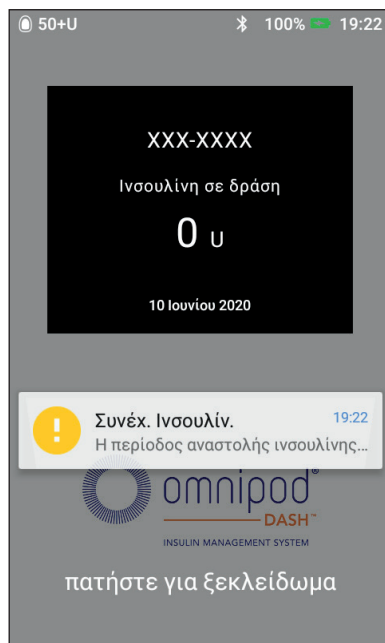 50+U 100% 19:22
XXX-XXXX
Ινσουλίνη σε δράση
0 U
10 Ιουνίου 2020
Συνέχ. Ινσουλίν. 19:22
Η περίοδος αναστολής ινσουλίνης...
omnipod®
DASH™
INSULIN MANAGEMENT SYSTEM
πατήστε για ξεκλείδωμα